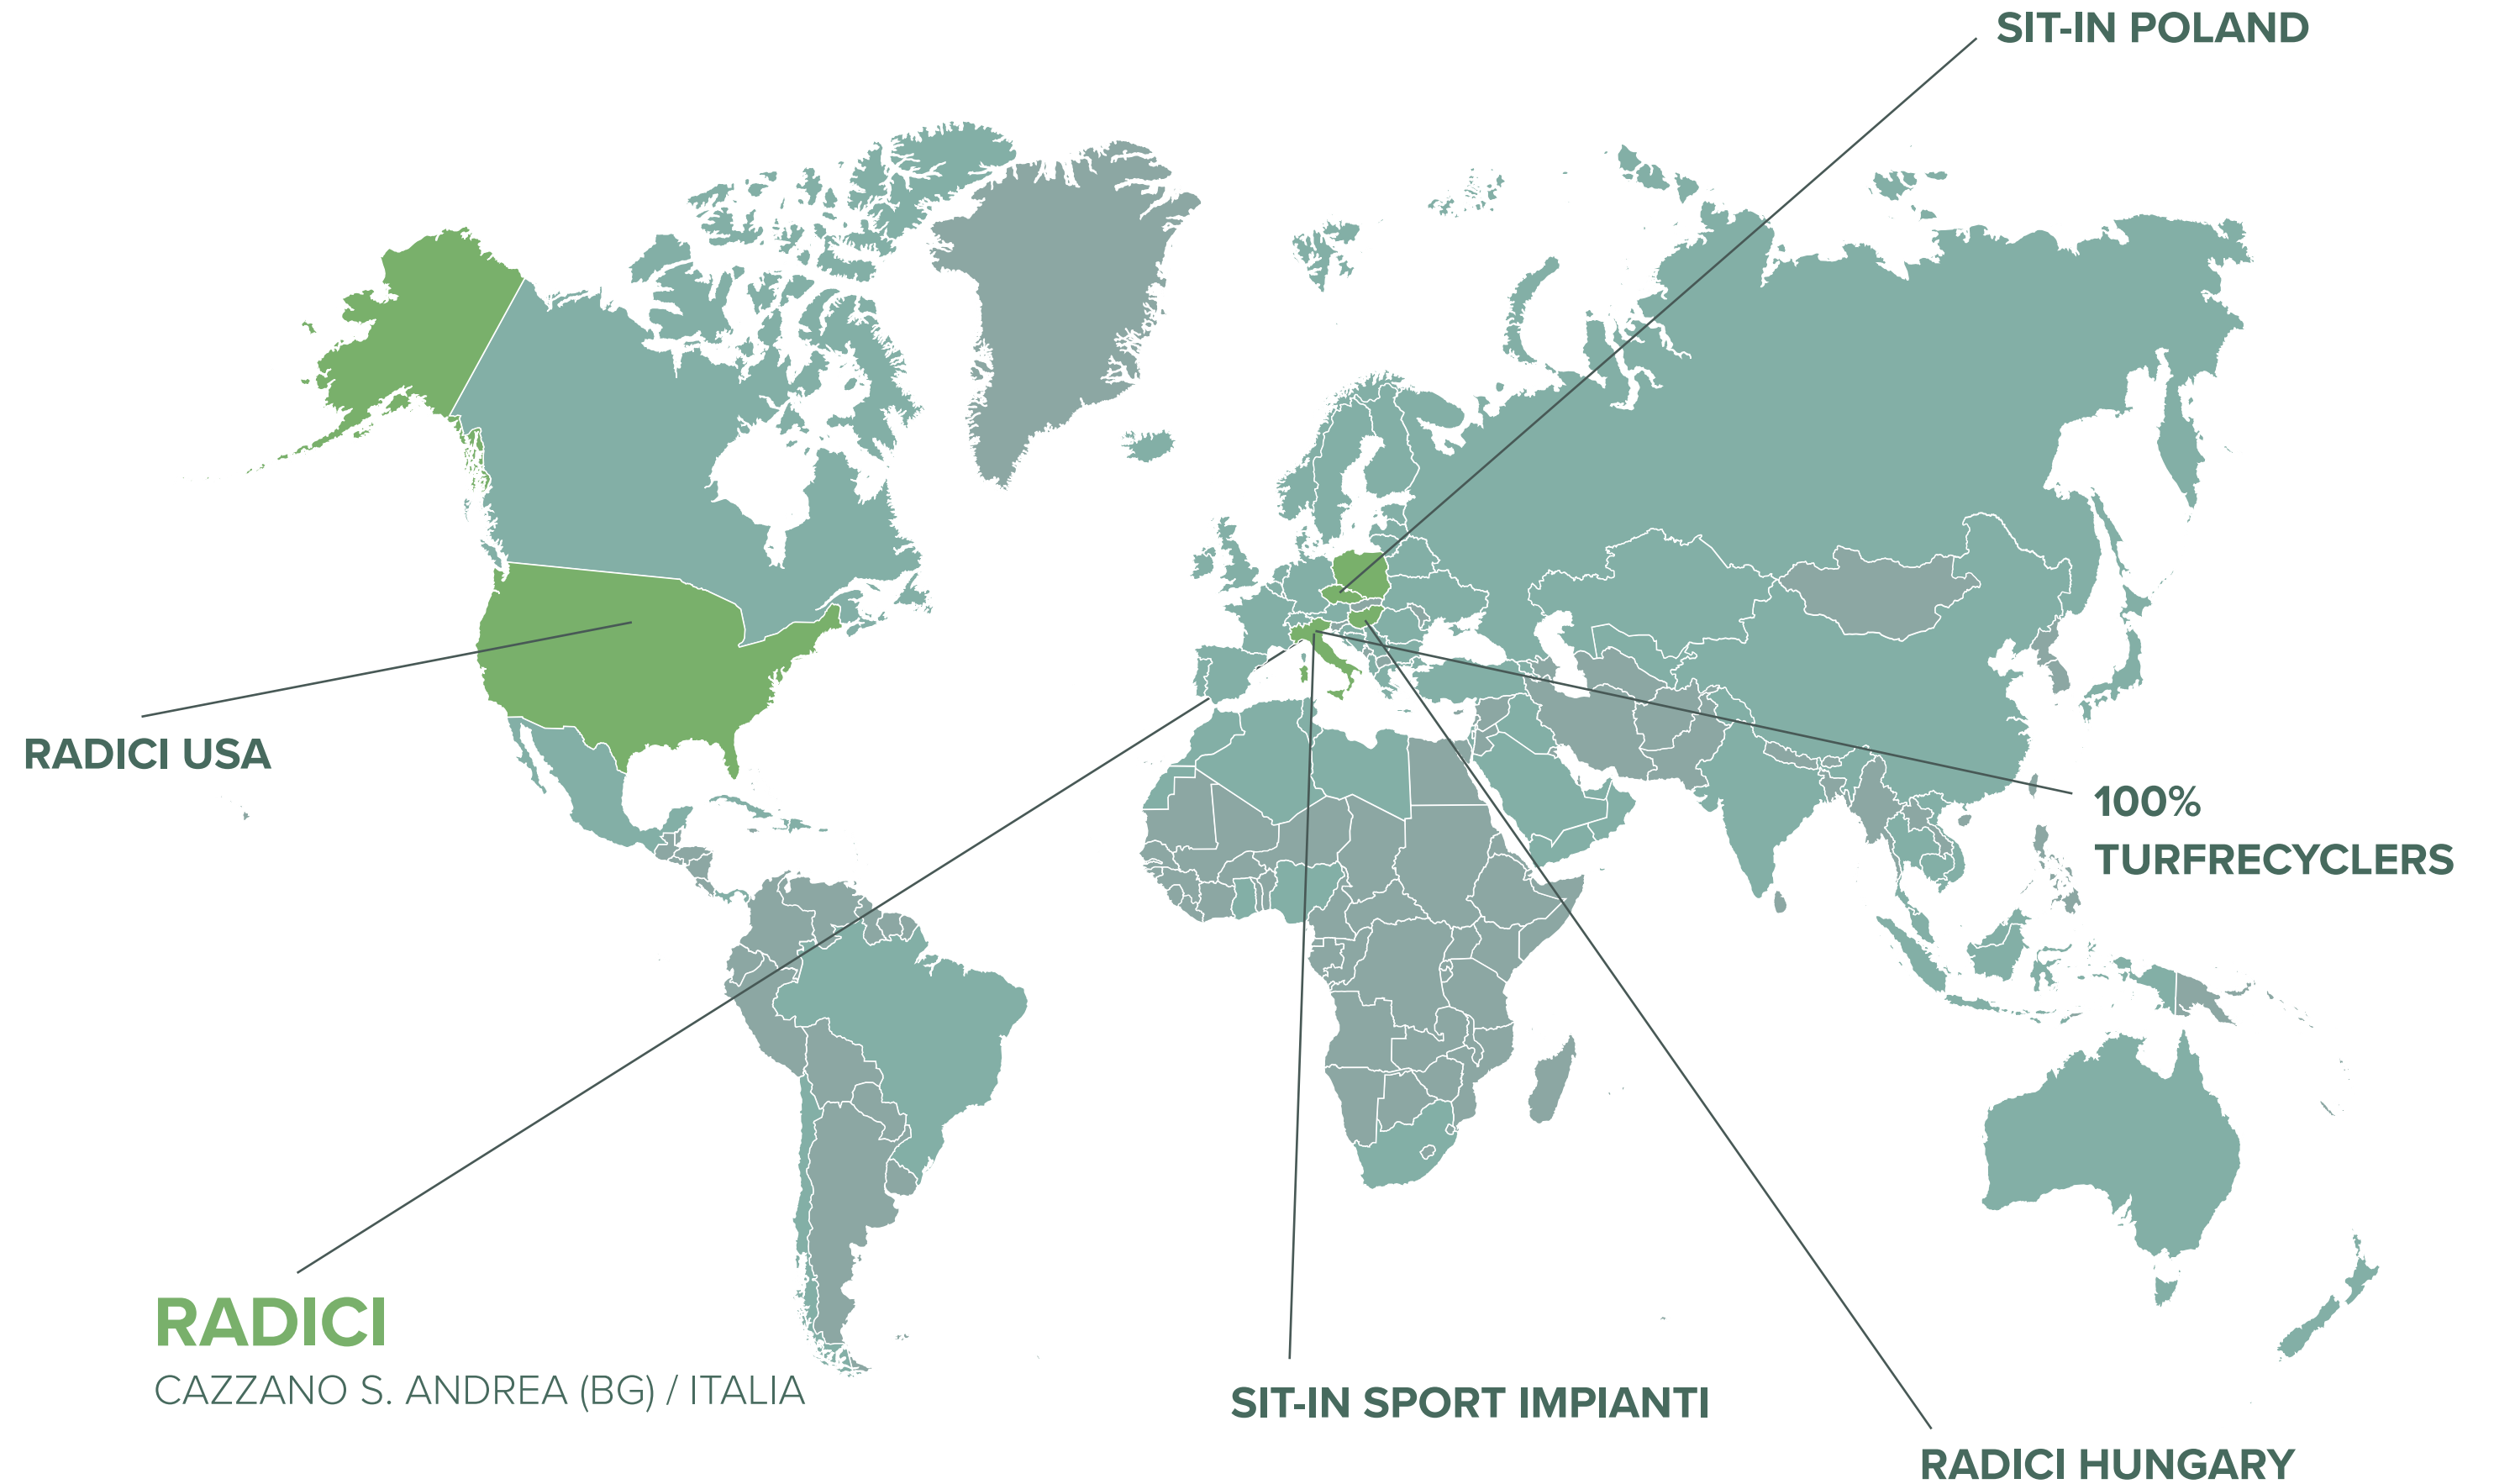 SIT-IN POLAND
RADICI USA
100%
TURFRECYCLERS
RADICI
CAZZANO S. ANDREA (BG) / ITALIA
SIT-IN SPORT IMPIANTI
RADICI HUNGARY